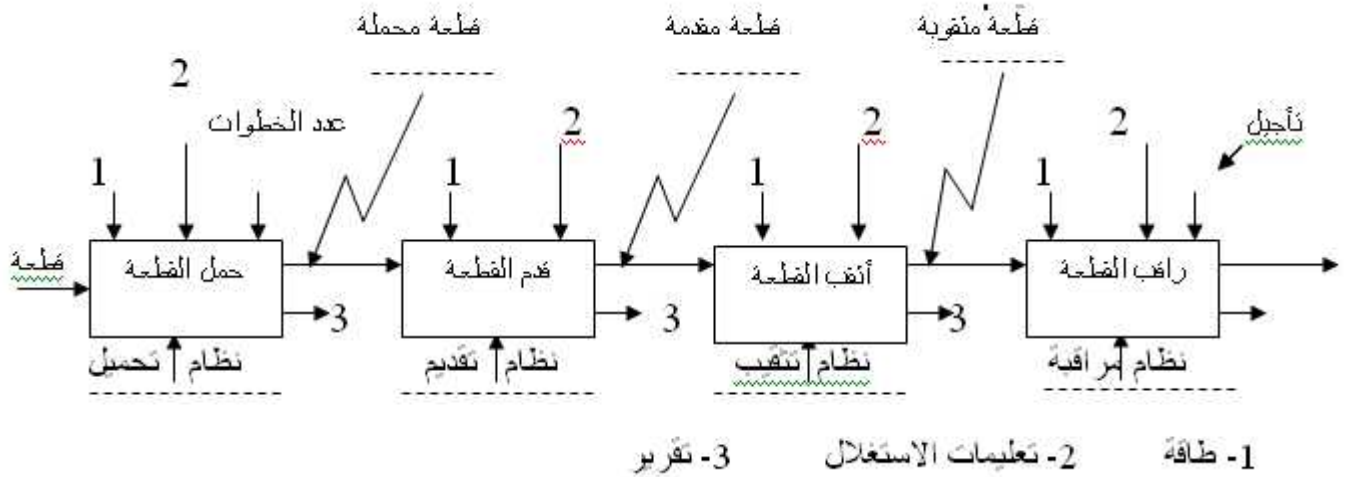 قطعة محملة
قطعة مقدمة
قطعة مثقوبة
2
عدد الخطوات
2
2
2
تأجيل
1
1
1
1
قطعة
حمل القطعة
قدم القطعة
أثقب القطعة
راقب القطعة
3
3
3
نظام تحميل
نظام تقديم
نظام تثقيب
نظام مراقبة
1- طاقة 2- تعليمات الاستغلال 3- تقرير